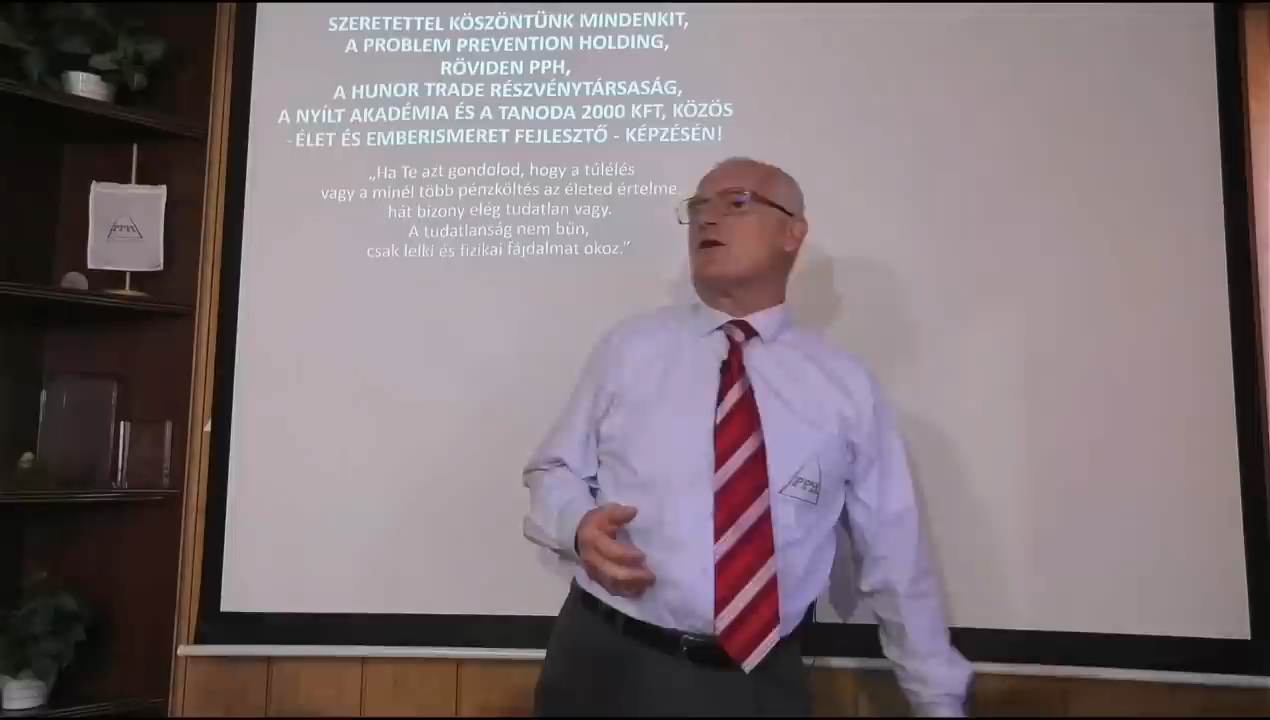 SZERETETTEL KÖSZÖNTÜNK MINDENKIT,
A PROBLEM PREVENTION HOLDING,
RÖVIDEN PPH,
A HUNOR TRADE RÉSZVÉNYTÁRSASÁG,
A NYÍLT AKADÉMIA ÉS A TANODA 2000 KFT, KÖZÖS
- ÉLET ÉS EMBERISMERET FEJLESZTŐ - KÉPZÉSÉN!
„Ha Te azt gondolod, hogy a túlélés
vagy a minél több pénzköltés az életed értelme,
hát bizony elég tudatlan vagy.
A tudatlanság nem bűn,
csak lelki és fizikai fájdalmat okoz.”
PPH
PPH